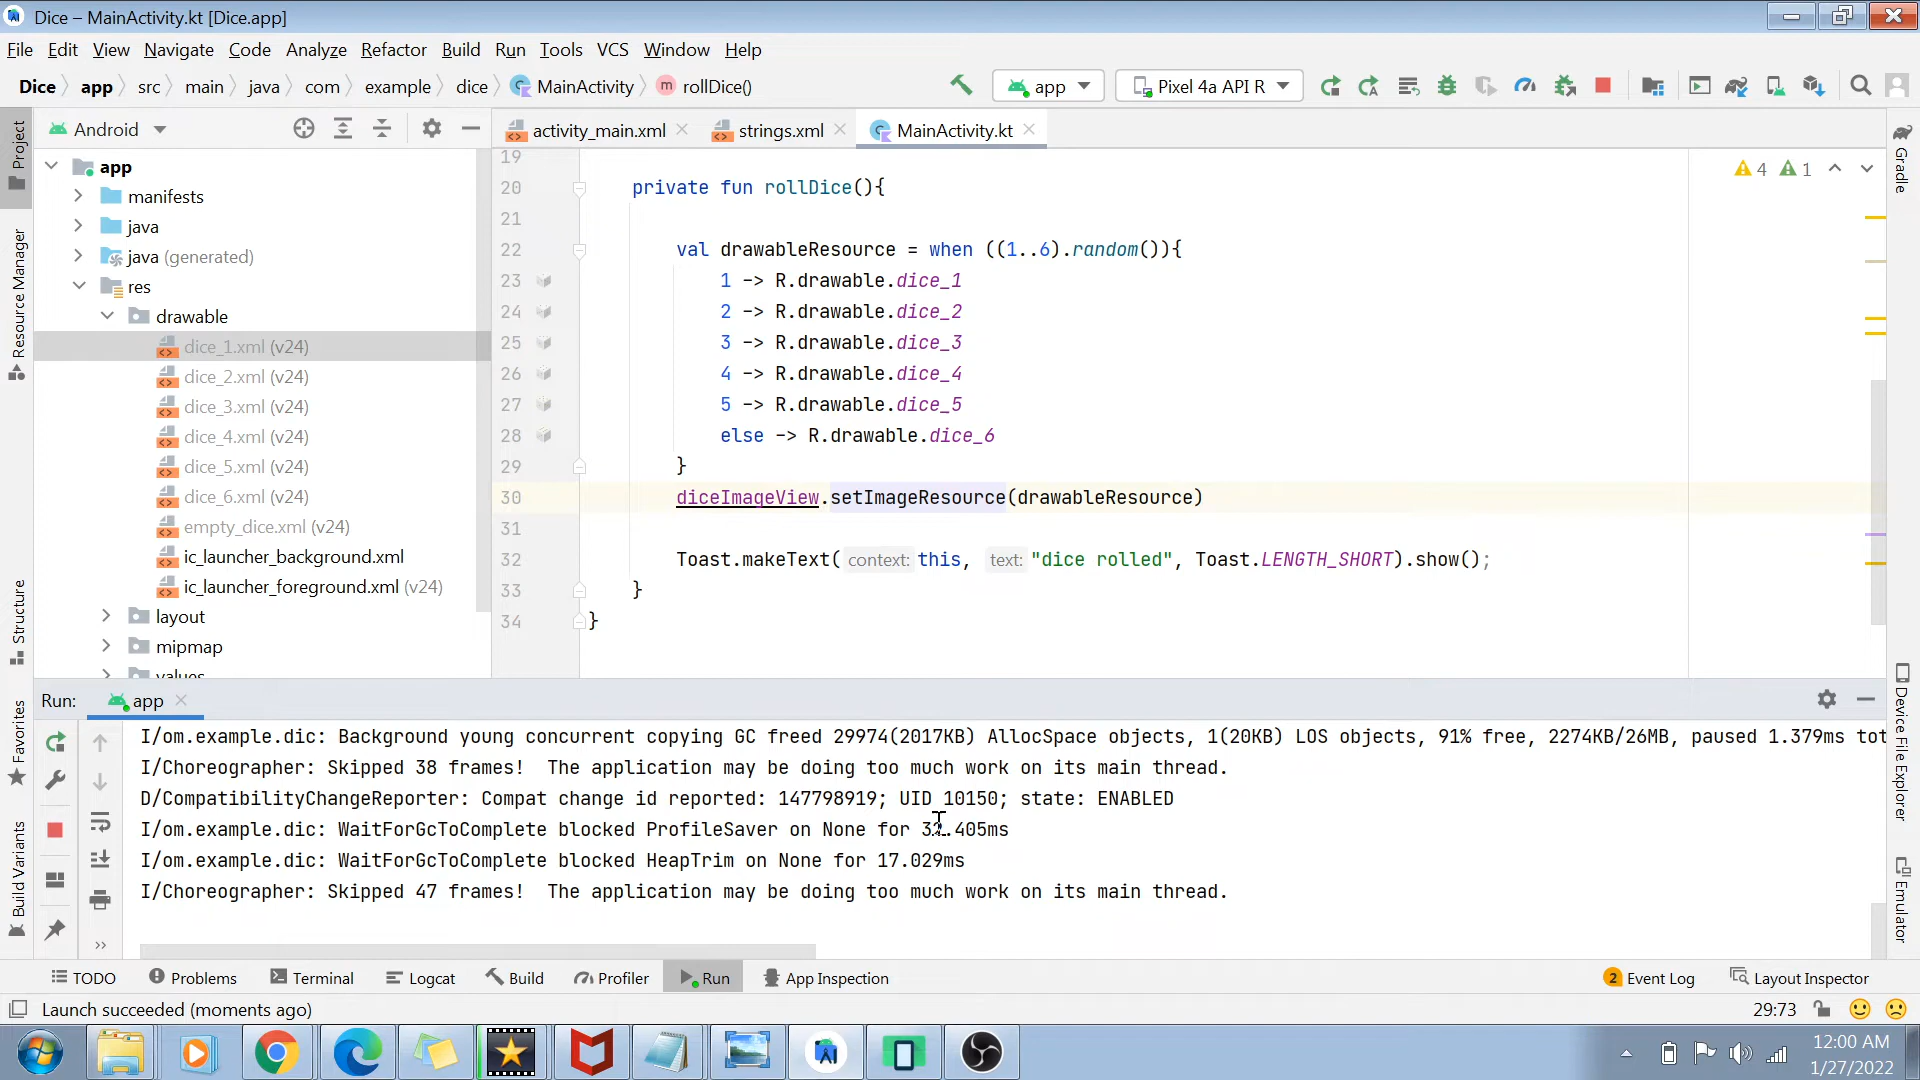 Dice – MainActivity.kt [Dice.app]
File Edit View Navigate Code Analyze Refactor Build Run Tools VCS Window Help
Dice app src main java com example dice MainActivity rollDice() app Pixel 4a API R
Android
activity_main.xml strings.xml MainActivity.kt
Project
Resource Manager
Structure
Favorites
Build Variants
app
manifests
java
java (generated)
res
drawable
dice_1.xml (v24)
dice_2.xml (v24)
dice_3.xml (v24)
dice_4.xml (v24)
dice_5.xml (v24)
dice_6.xml (v24)
empty_dice.xml (v24)
ic_launcher_background.xml
ic_launcher_foreground.xml (v24)
layout
mipmap
values
4 1
19
20 private fun rollDice(){
21
22 val drawableResource = when ((1..6).random()){
23 1 -> R.drawable.dice_1
24 2 -> R.drawable.dice_2
25 3 -> R.drawable.dice_3
26 4 -> R.drawable.dice_4
27 5 -> R.drawable.dice_5
28 else -> R.drawable.dice_6
29 }
30 diceImageView.setImageResource(drawableResource)
31
32 Toast.makeText( context: this, text: "dice rolled", Toast.LENGTH_SHORT).show();
33 }
34 }
Gradle
Device File Explorer
Emulator
Run: app
I/om.example.dic: Background young concurrent copying GC freed 29974(2017KB) AllocSpace objects, 1(20KB) LOS objects, 91% free, 2274KB/26MB, paused 1.379ms tot
I/Choreographer: Skipped 38 frames!  The application may be doing too much work on its main thread.
D/CompatibilityChangeReporter: Compat change id reported: 147798919; UID 10150; state: ENABLED
I/om.example.dic: WaitForGcToComplete blocked ProfileSaver on None for
I/om.example.dic: WaitForGcToComplete blocked HeapTrim on None for 17.029ms
I/Choreographer: Skipped 47 frames!  The application may be doing too much work on its main thread.
TODO Problems Terminal Logcat Build Profiler Run App Inspection 2 Event Log Layout Inspector
Launch succeeded (moments ago) 29:73
12:00 AM
1/27/2022